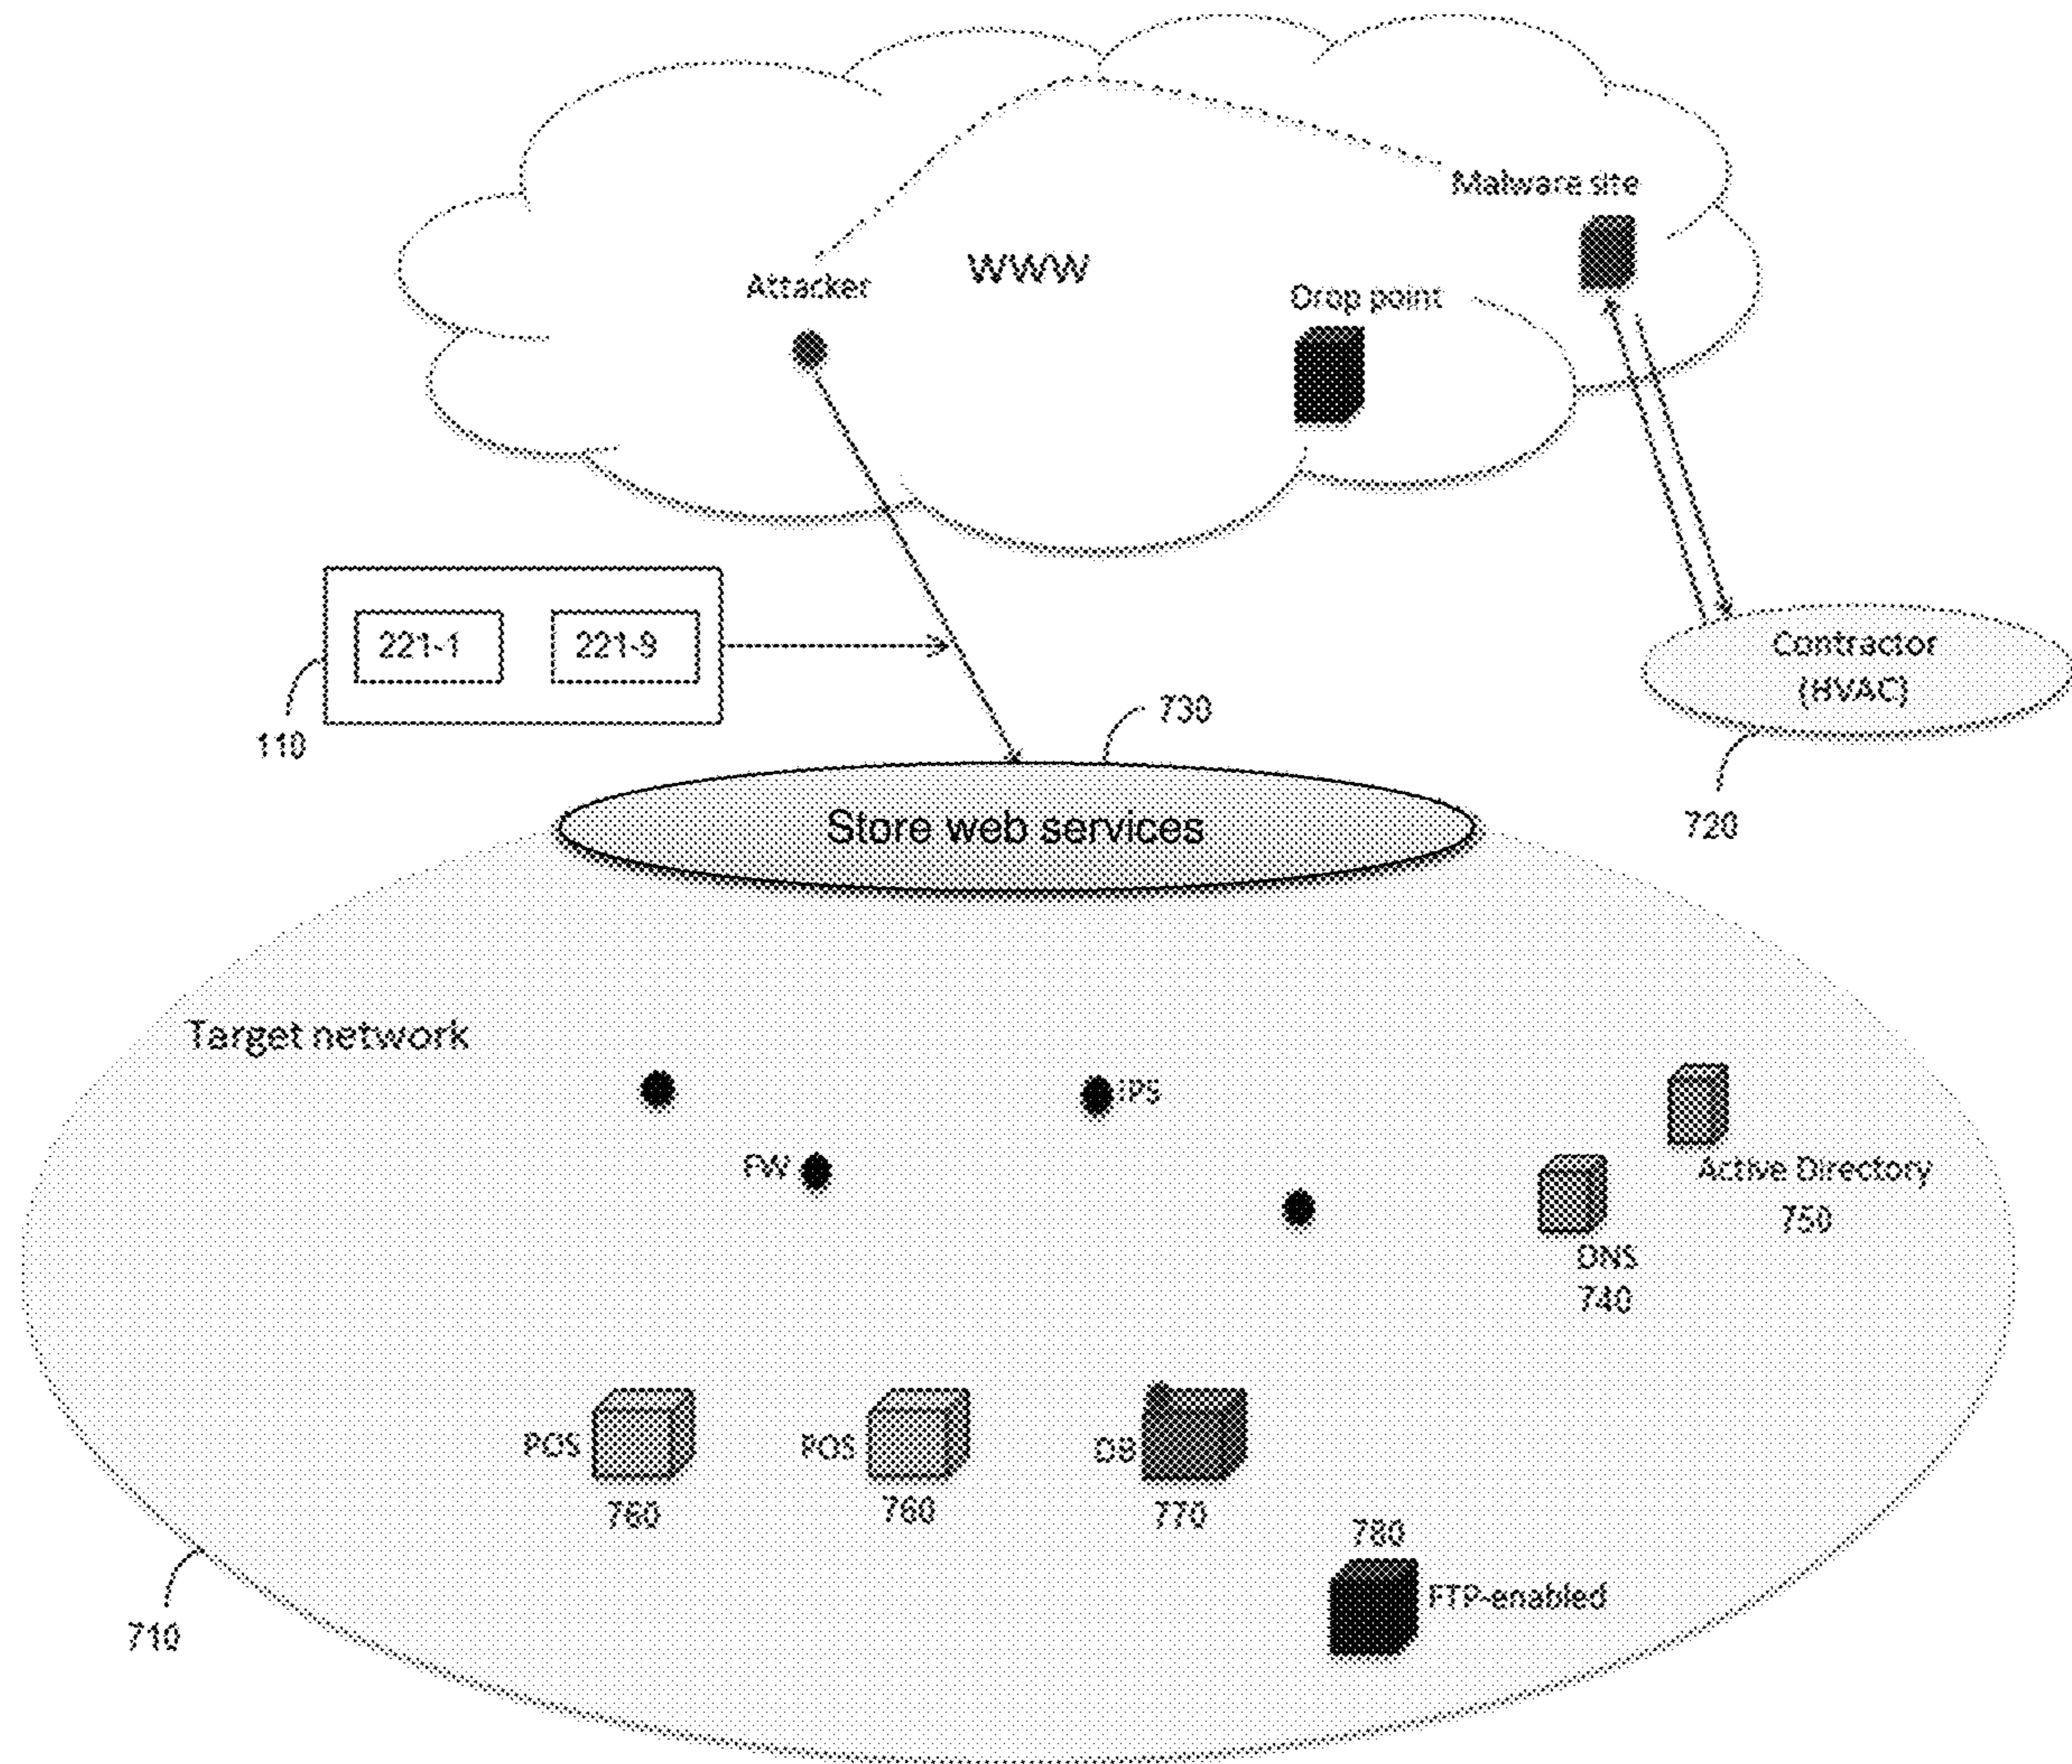 Malware site
WWW
Attacker
Drop point
221-1
221-9
Contractor
(HVAC)
730
110
720
Store web services
Target network
IPS
FW
Active Directory
750
DNS
740
POS
POS
DB
760
760
770
780
FTP-enabled
710